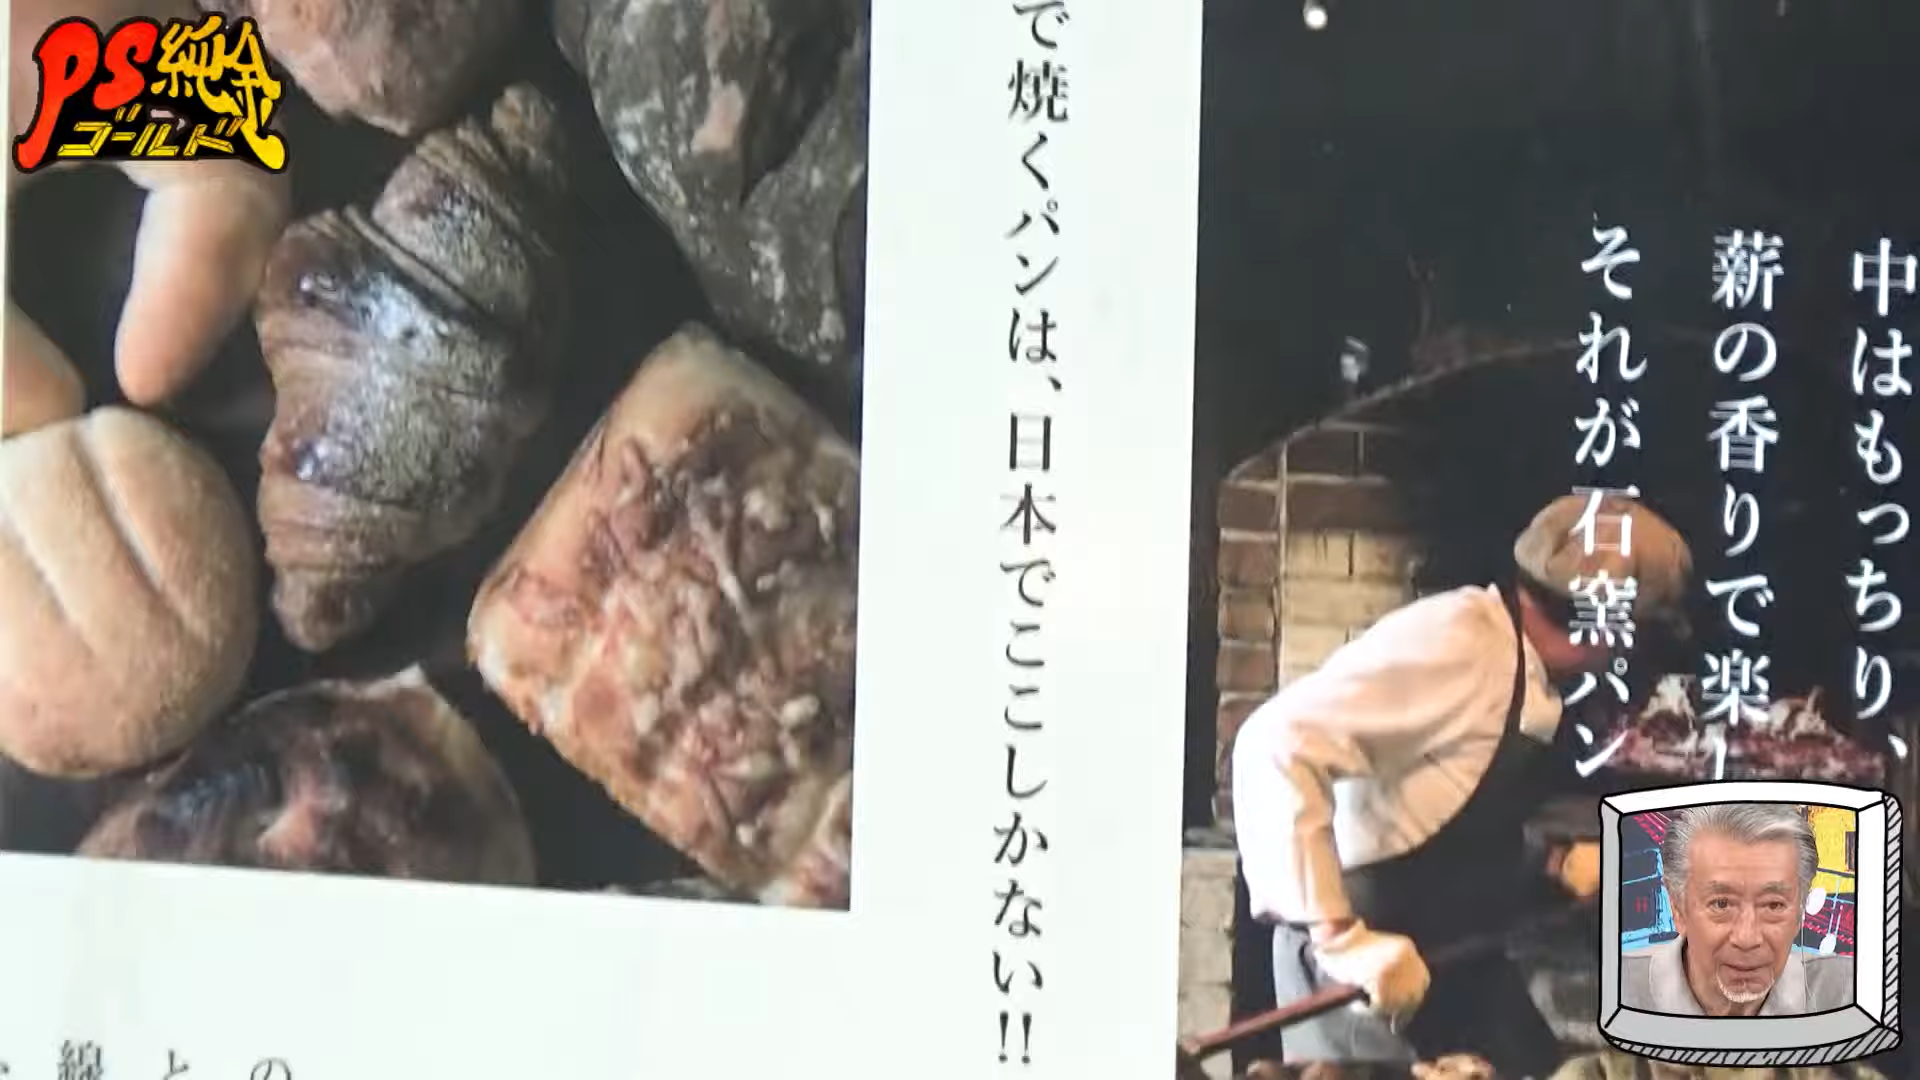 PS純金
ゴールド
中はもっちり、
薪の香りで楽し
それが石窯パン
で焼くパンは、日本でここしかない!!
の
と
線